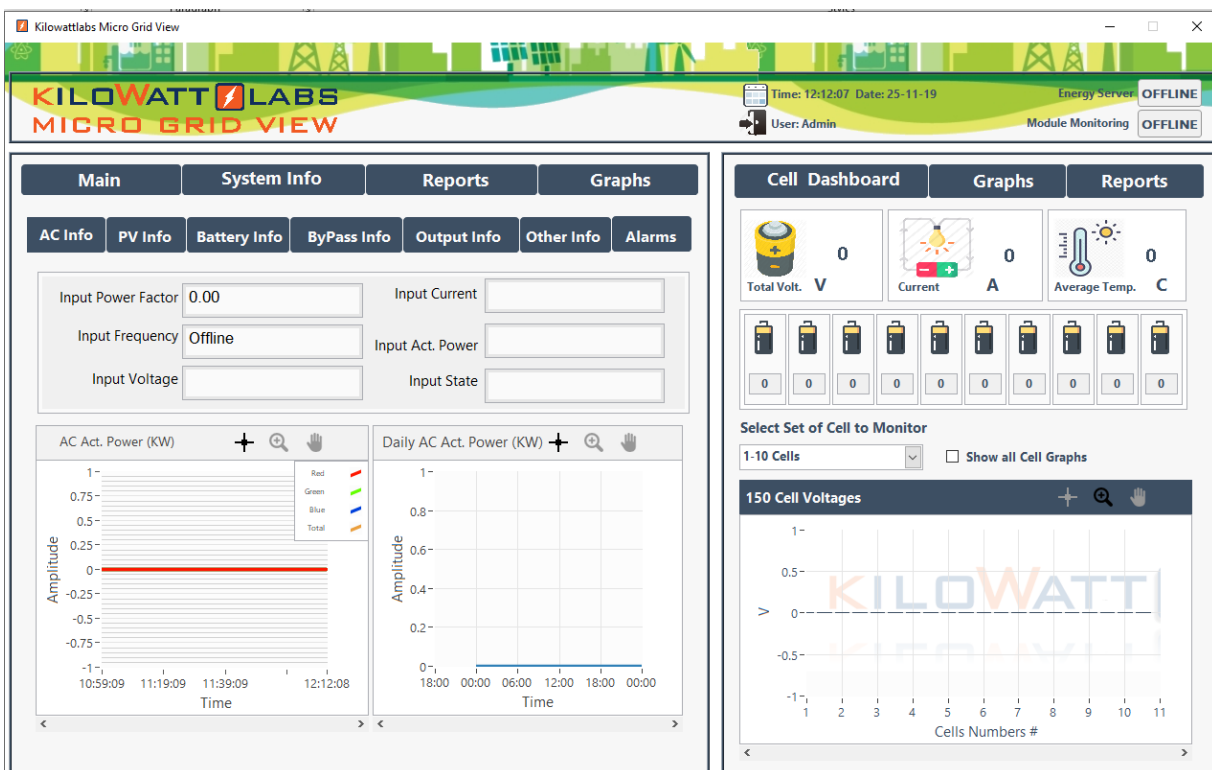 Kilowattlabs Micro Grid View
KILOWATT LABS
MICRO GRID VIEW
Time: 12:12:07 Date: 25-11-19
Energy Server OFFLINE
User: Admin
Module Monitoring OFFLINE
Main System Info Reports Graphs
AC Info PV Info Battery Info ByPass Info Output Info Other Info Alarms
Input Power Factor 0.00
Input Current
Input Frequency Offline
Input Act. Power
Input Voltage
Input State
AC Act. Power (KW)
Red
Green
Blue
Total
1
0.75
0.5
0.25
0
-0.25
-0.5
-0.75
-1
Amplitude
10:59:09 11:19:09 11:39:09 12:12:08
Time
Daily AC Act. Power (KW)
1
0.8
0.6
0.4
0.2
0
Amplitude
18:00 00:00 06:00 12:00 18:00 00:00
Time
Cell Dashboard Graphs Reports
0
Total Volt. V
0
Current A
0
Average Temp. C
0 0 0 0 0 0 0 0 0 0
Select Set of Cell to Monitor
1-10 Cells
Show all Cell Graphs
150 Cell Voltages
1
0.5
0
-0.5
-1
V
KILOWATT
1 2 3 4 5 6 7 8 9 10 11
Cells Numbers #